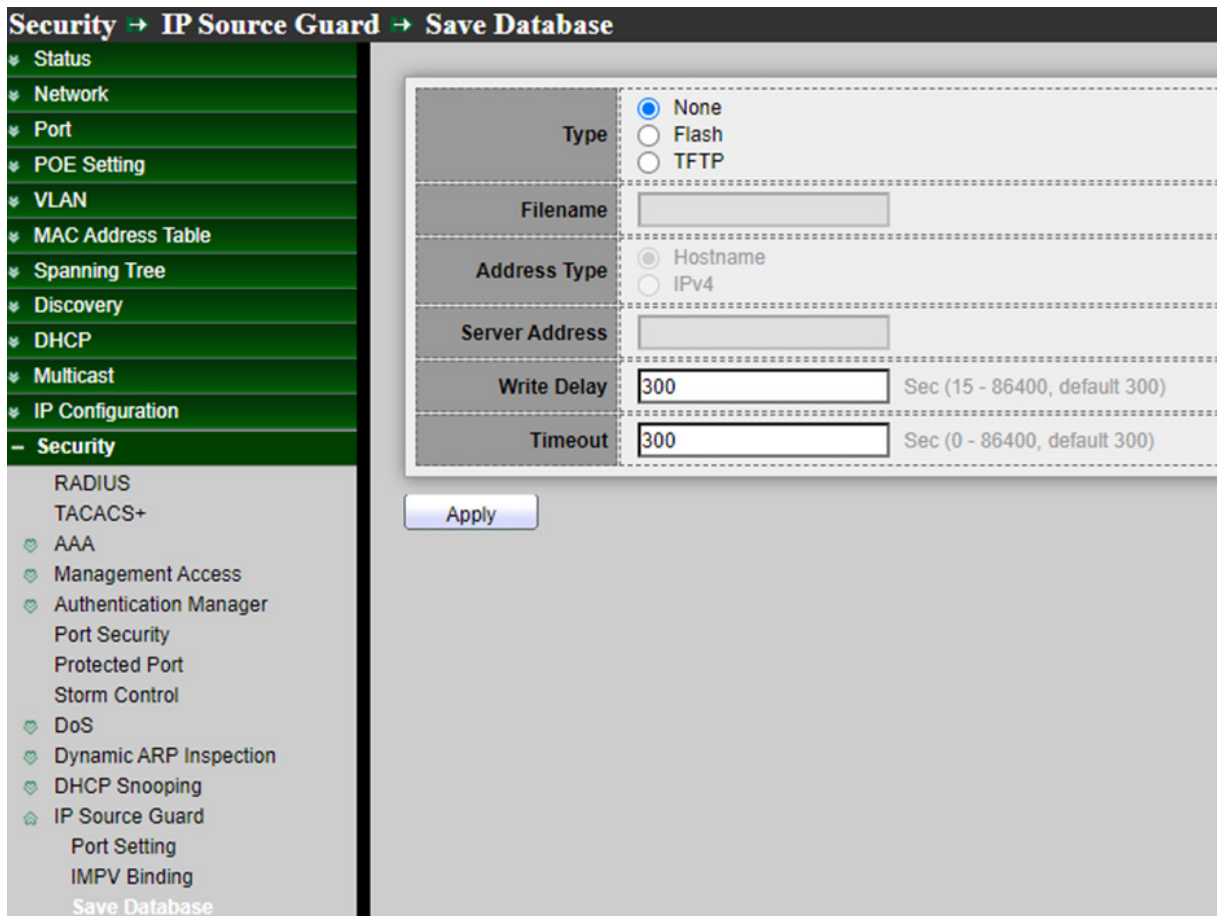 Security → IP Source Guard → Save Database
Status
Network
Port
POE Setting
VLAN
MAC Address Table
Spanning Tree
Discovery
DHCP
Multicast
IP Configuration
Security
RADIUS
TACACS+
AAA
Management Access
Authentication Manager
Port Security
Protected Port
Storm Control
DoS
Dynamic ARP Inspection
DHCP Snooping
IP Source Guard
Port Setting
IMPV Binding
Save Database
Type
None
Flash
TFTP
Filename
Address Type
Hostname
IPv4
Server Address
Write Delay 300 Sec (15 - 86400, default 300)
Timeout 300 Sec (0 - 86400, default 300)
Apply